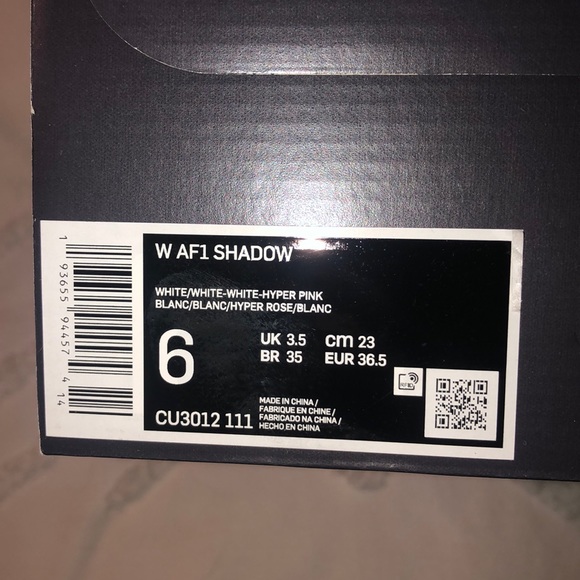 W AF1 SHADOW
WHITE/WHITE-WHITE-HYPER PINK
BLANC/BLANC/HYPER ROSE/BLANC
6
UK 3.5 cm 23
BR 35 EUR 36.5
MADE IN CHINA /
FABRIQUE EN CHINE /
FABRICADO NA CHINA /
HECHO EN CHINA
CU3012 111
1 93655 94457 4 14